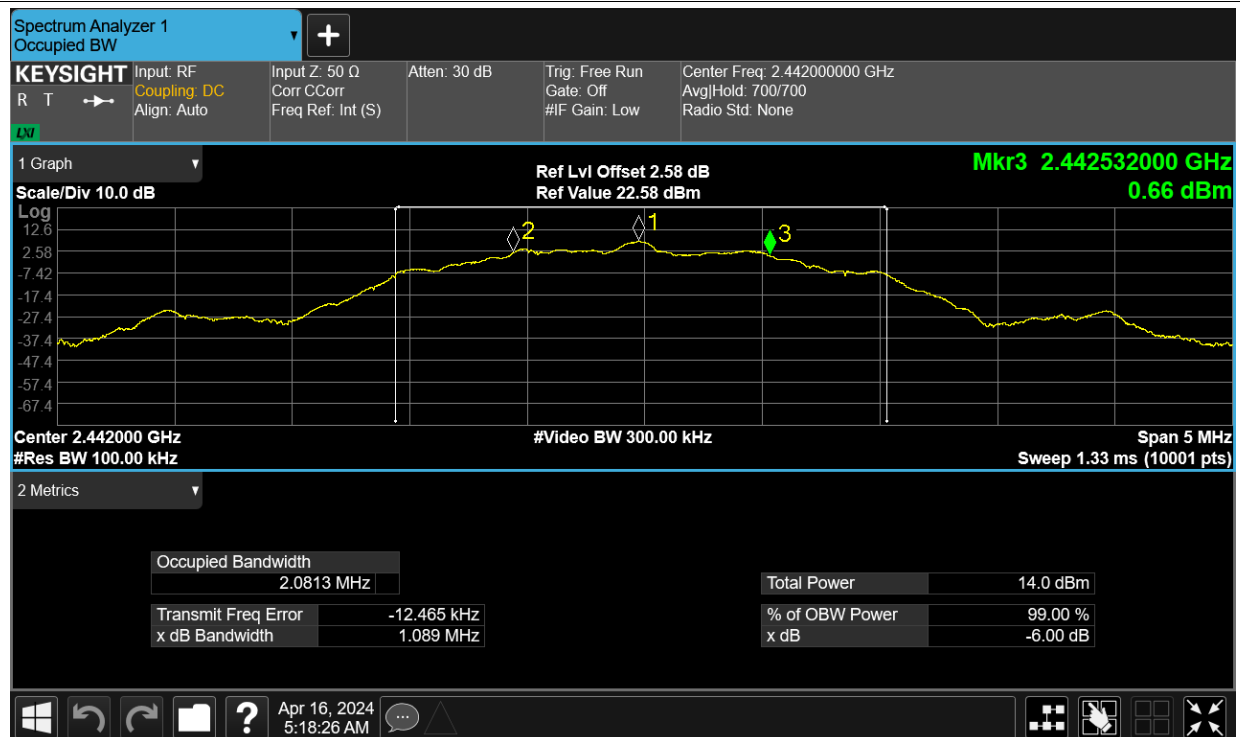 Spectrum Analyzer 1
Occupied BW
KEYSIGHT
R T
LXI
Input: RF
Coupling: DC
Align: Auto
Input Z: 50 Ω
Corr CCorr
Freq Ref: Int (S)
Atten: 30 dB
Trig: Free Run
Gate: Off
#IF Gain: Low
Center Freq: 2.442000000 GHz
Avg|Hold: 700/700
Radio Std: None
1 Graph
Scale/Div 10.0 dB
Ref Lvl Offset 2.58 dB
Ref Value 22.58 dBm
Mkr3 2.442532000 GHz
0.66 dBm
Log
12.6
2.58
-7.42
-17.4
-27.4
-37.4
-47.4
-57.4
-67.4
2
1
3
Center 2.442000 GHz
#Video BW 300.00 kHz
Span 5 MHz
#Res BW 100.00 kHz
Sweep 1.33 ms (10001 pts)
2 Metrics
Occupied Bandwidth
2.0813 MHz
Total Power 14.0 dBm
Transmit Freq Error -12.465 kHz
% of OBW Power 99.00 %
x dB Bandwidth 1.089 MHz
x dB -6.00 dB
?
Apr 16, 2024
5:18:26 AM